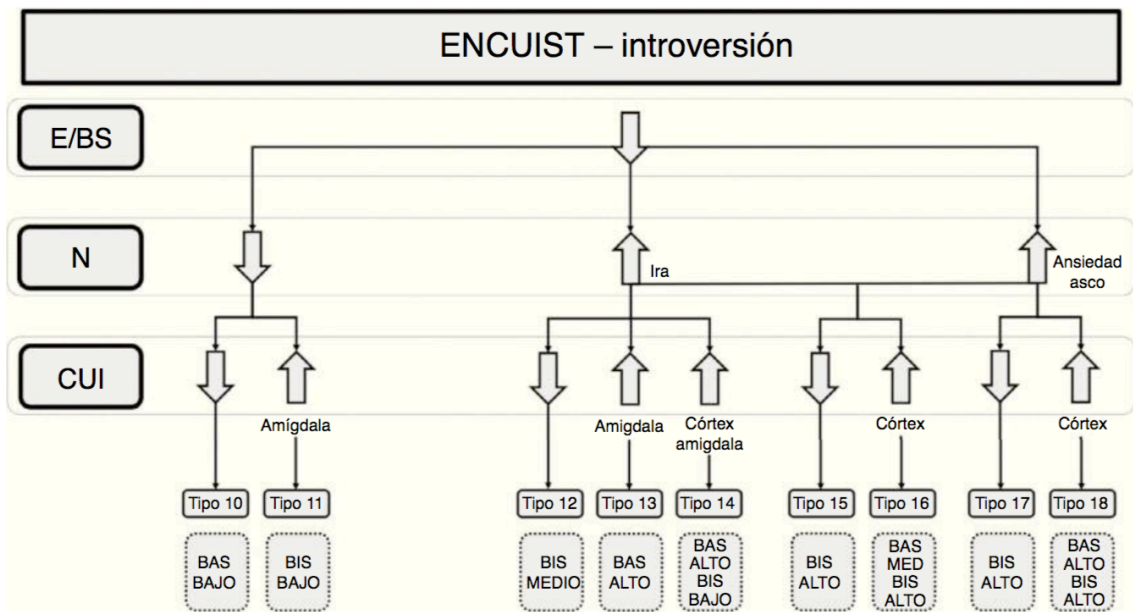 ENCUIST – introversión
E/BS
N
Ira
Ansiedad
asco
CUI
Amígdala
Amigdala
Córtex
amigdala
Córtex
Córtex
Tipo 10
Tipo 11
Tipo 12
Tipo 13
Tipo 14
Tipo 15
Tipo 16
Tipo 17
Tipo 18
BAS
BAJO
BIS
BAJO
BIS
MEDIO
BAS
ALTO
BAS
ALTO
BIS
BAJO
BIS
ALTO
BAS
MED
BIS
ALTO
BIS
ALTO
BAS
ALTO
BIS
ALTO